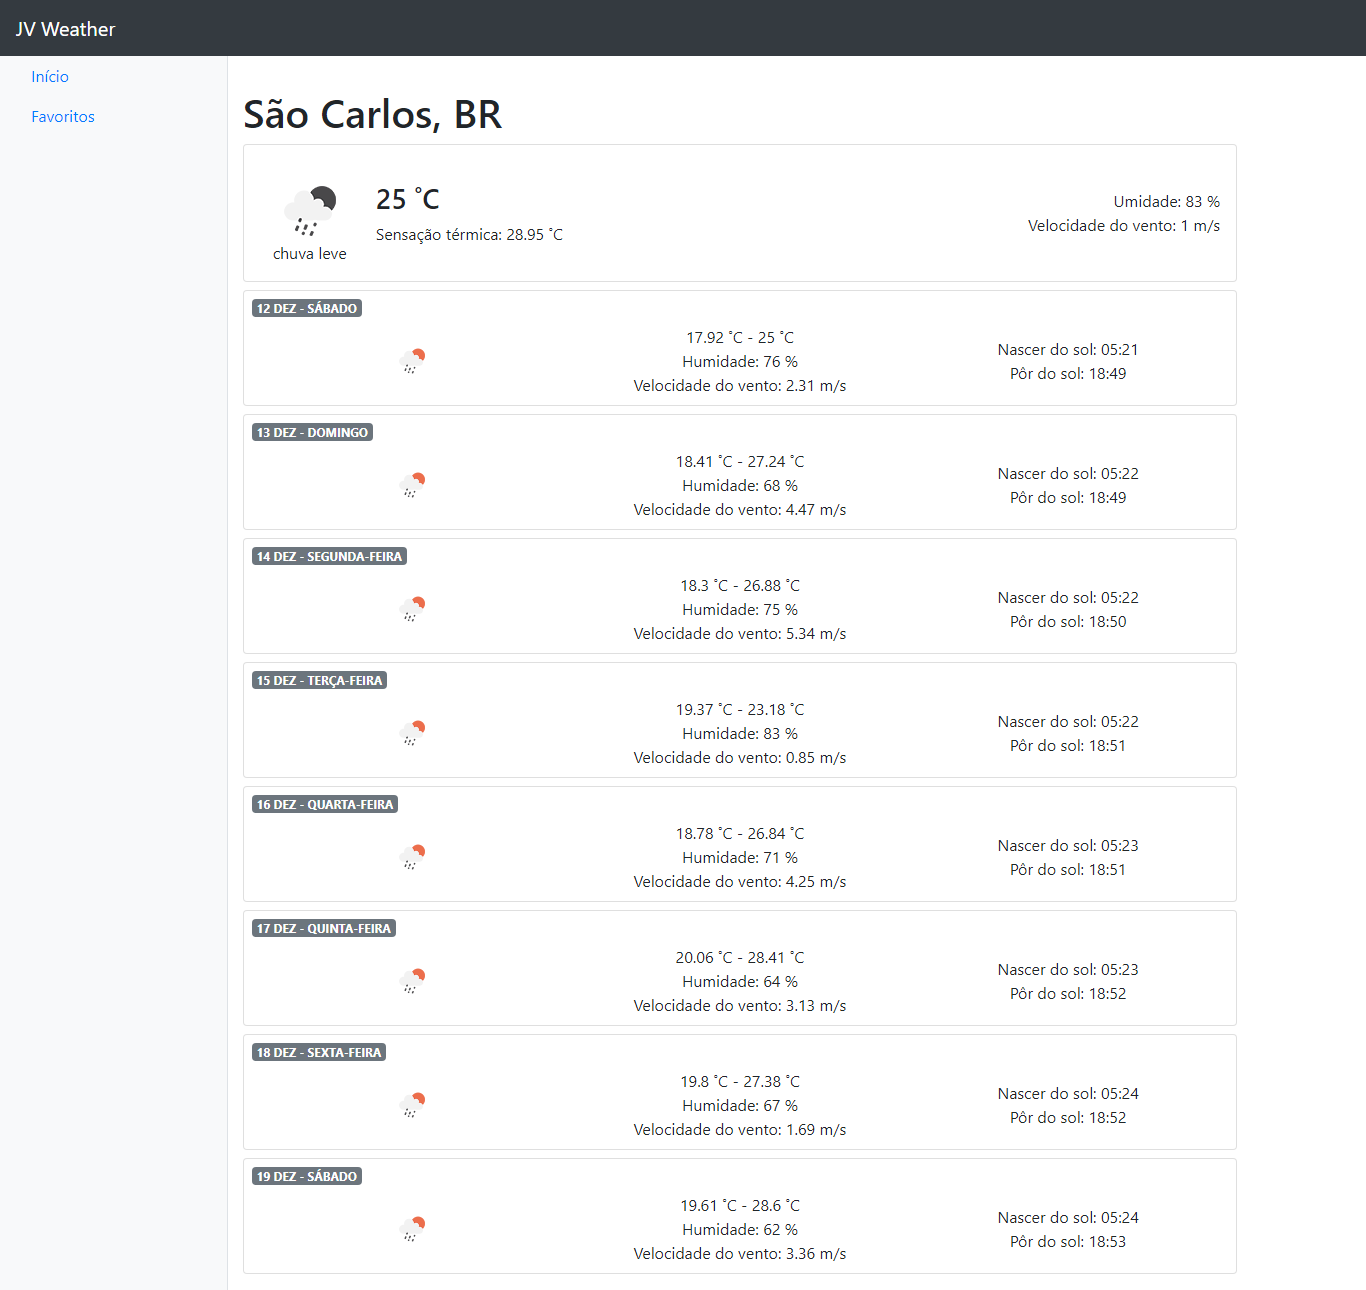 JV Weather
Início
Favoritos
São Carlos, BR
25 ˚C
Sensação térmica: 28.95 ˚C
chuva leve
Umidade: 83 %
Velocidade do vento: 1 m/s
12 DEZ - SÁBADO
17.92 ˚C - 25 ˚C
Humidade: 76 %
Velocidade do vento: 2.31 m/s
Nascer do sol: 05:21
Pôr do sol: 18:49
13 DEZ - DOMINGO
18.41 ˚C - 27.24 ˚C
Humidade: 68 %
Velocidade do vento: 4.47 m/s
Nascer do sol: 05:22
Pôr do sol: 18:49
14 DEZ - SEGUNDA-FEIRA
18.3 ˚C - 26.88 ˚C
Humidade: 75 %
Velocidade do vento: 5.34 m/s
Nascer do sol: 05:22
Pôr do sol: 18:50
15 DEZ - TERÇA-FEIRA
19.37 ˚C - 23.18 ˚C
Humidade: 83 %
Velocidade do vento: 0.85 m/s
Nascer do sol: 05:22
Pôr do sol: 18:51
16 DEZ - QUARTA-FEIRA
18.78 ˚C - 26.84 ˚C
Humidade: 71 %
Velocidade do vento: 4.25 m/s
Nascer do sol: 05:23
Pôr do sol: 18:51
17 DEZ - QUINTA-FEIRA
20.06 ˚C - 28.41 ˚C
Humidade: 64 %
Velocidade do vento: 3.13 m/s
Nascer do sol: 05:23
Pôr do sol: 18:52
18 DEZ - SEXTA-FEIRA
19.8 ˚C - 27.38 ˚C
Humidade: 67 %
Velocidade do vento: 1.69 m/s
Nascer do sol: 05:24
Pôr do sol: 18:52
19 DEZ - SÁBADO
19.61 ˚C - 28.6 ˚C
Humidade: 62 %
Velocidade do vento: 3.36 m/s
Nascer do sol: 05:24
Pôr do sol: 18:53